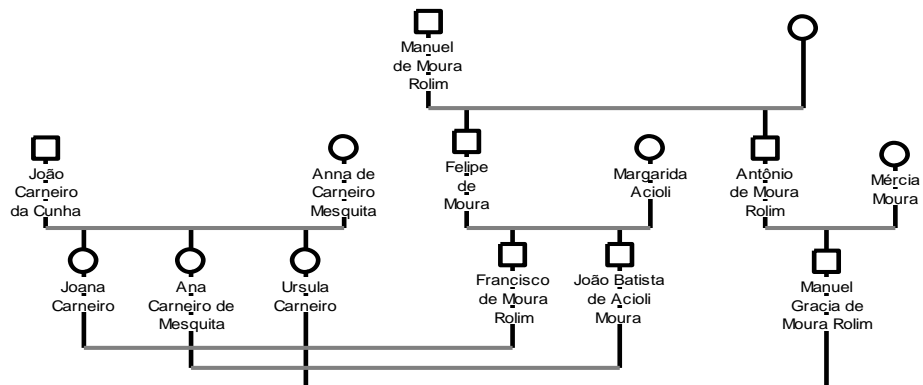 Manuel
de Moura
Rolim
João
Carneiro
da Cunha
Anna de
Carneiro
Mesquita
Felipe
de
Moura
Margarida
Acioli
Antônio
de Moura
Rolim
Mércia
Moura
Joana
Carneiro
Ana
Carneiro de
Mesquita
Ursula
Carneiro
Francisco
de Moura
Rolim
João Batista
de Acioli
Moura
Manuel
Gracia de
Moura Rolim